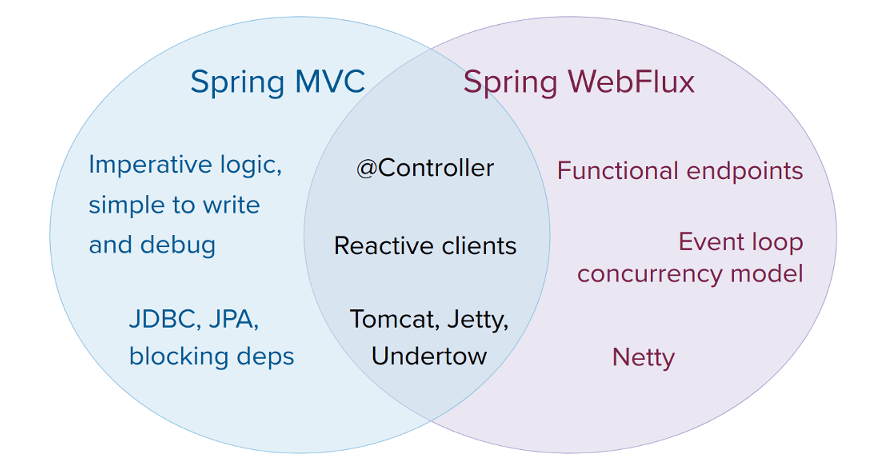 Spring MVC
Spring WebFlux
Imperative logic,
simple to write
and debug
JDBC, JPA,
blocking deps
@Controller
Reactive clients
Tomcat, Jetty,
Undertow
Functional endpoints
Event loop
concurrency model
Netty